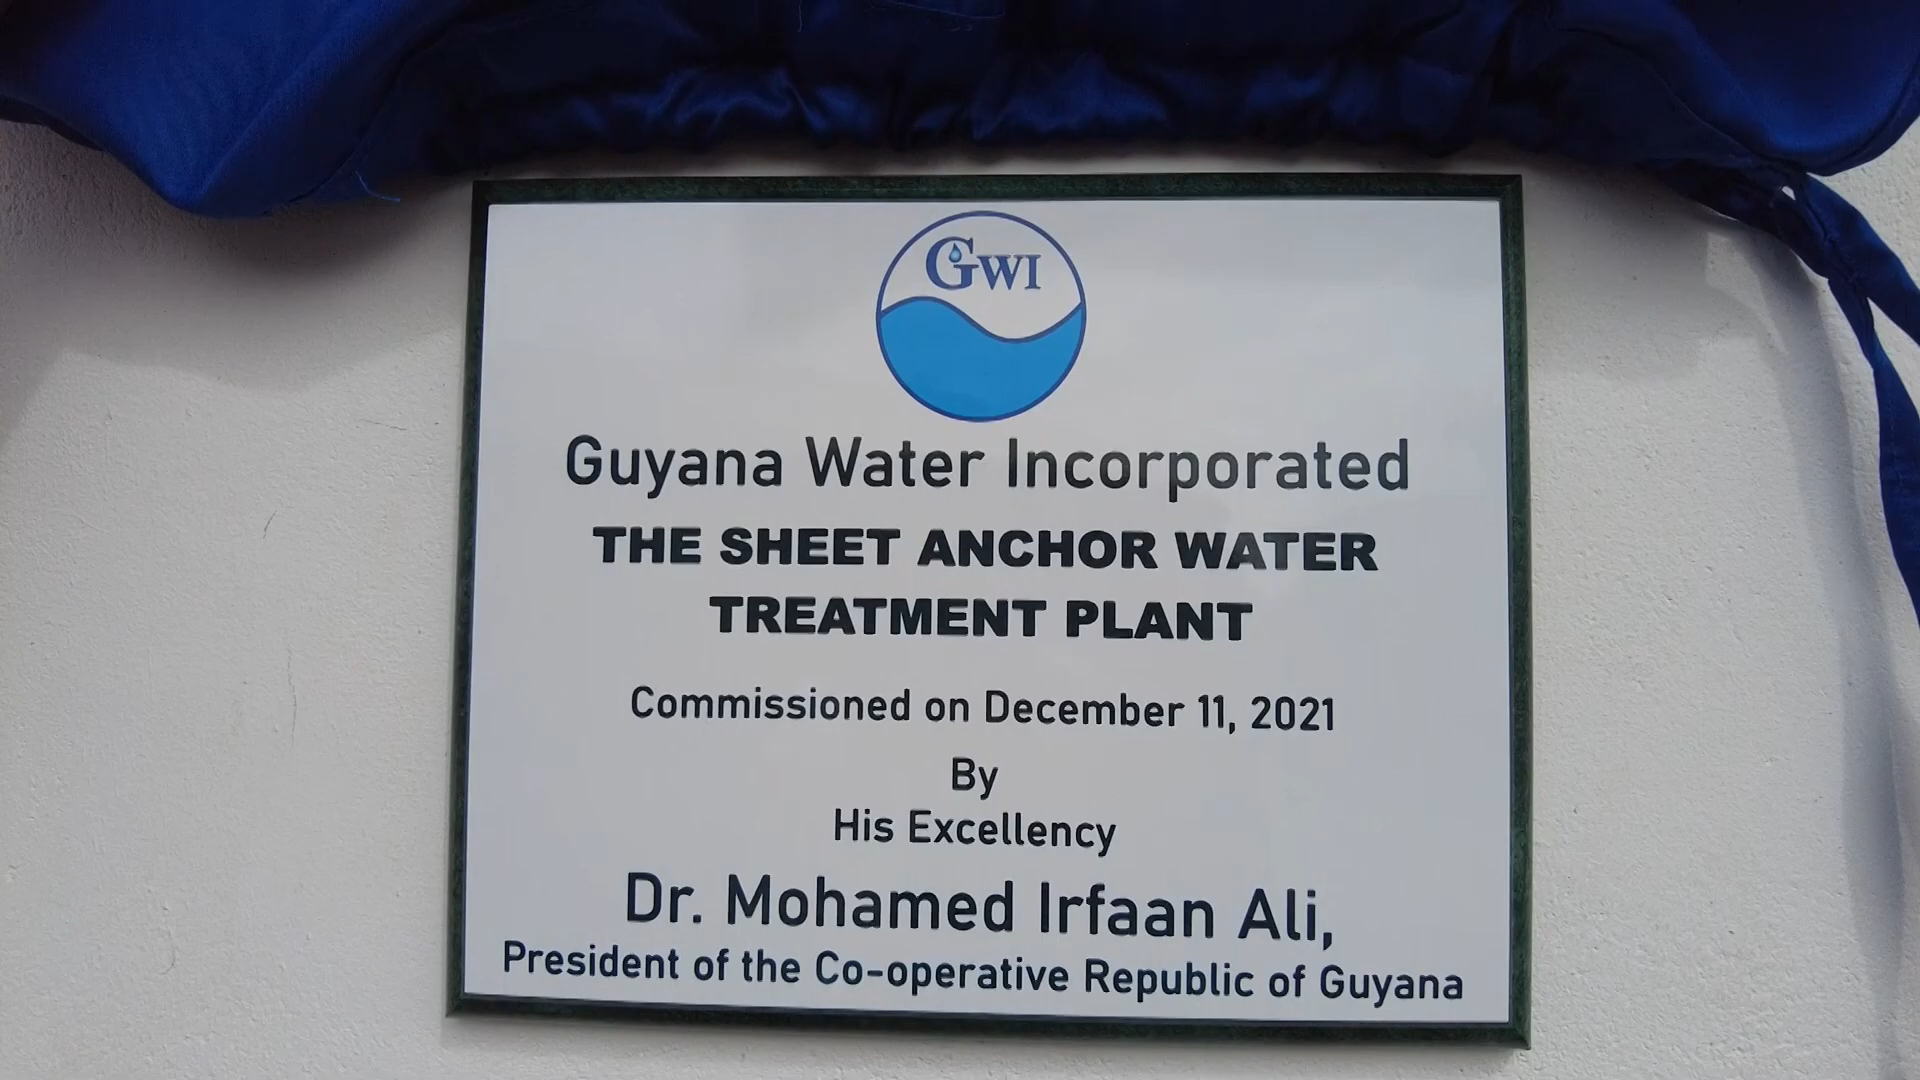 GWI
Guyana Water Incorporated
THE SHEET ANCHOR WATER
TREATMENT PLANT
Commissioned on December 11, 2021
By
His Excellency
Dr. Mohamed Irfaan Ali,
President of the Co-operative Republic of Guyana